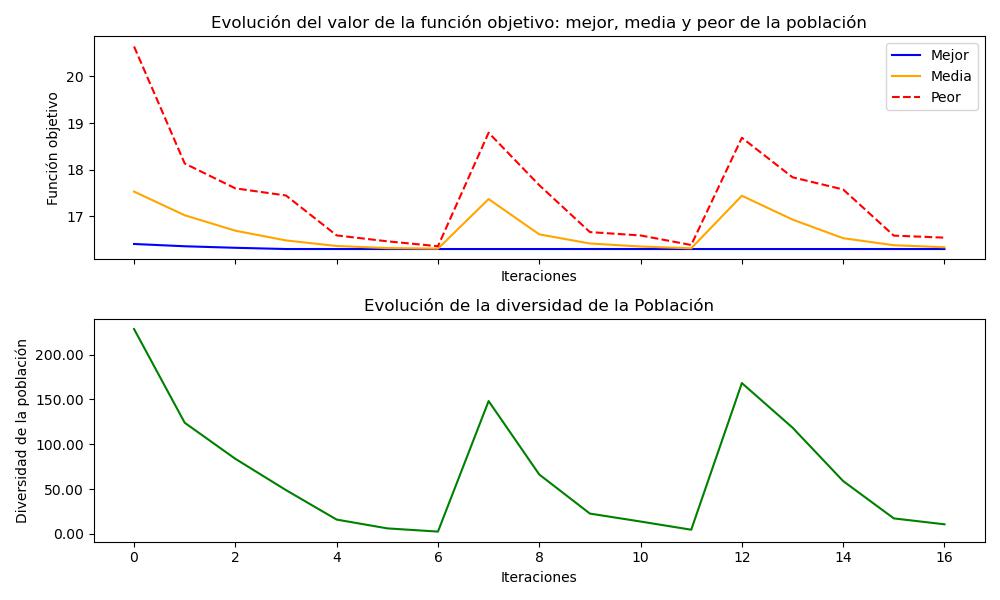 Evolución del valor de la función objetivo: mejor, media y peor de la población
Función objetivo
20
19
18
17
Mejor
Media
Peor
Iteraciones
Evolución de la diversidad de la Población
Diversidad de la población
200.00
150.00
100.00
50.00
0.00
0 2 4 6 8 10 12 14 16
Iteraciones